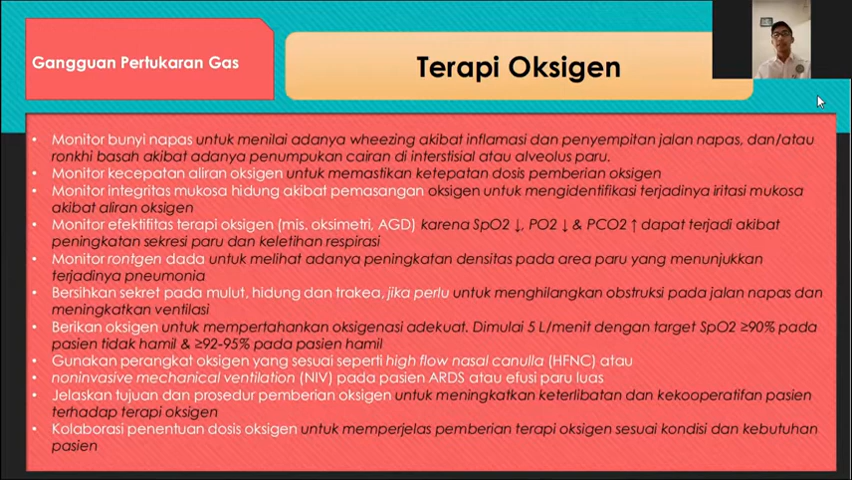 Gangguan Pertukaran Gas
Terapi Oksigen
• Monitor bunyi napas untuk menilai adanya wheezing akibat inflamasi dan penyempitan jalan napas, dan/atau
ronkhi basah akibat adanya penumpukan cairan di interstisial atau alveolus paru.
• Monitor kecepatan aliran oksigen untuk memastikan ketepatan dosis pemberian oksigen
• Monitor integritas mukosa hidung akibat pemasangan oksigen untuk mengidentifikasi terjadinya iritasi mukosa
akibat aliran oksigen
• Monitor efektifitas terapi oksigen (mis. oksimetri, AGD) karena SpO2 ↓, PO2 ↓ & PCO2 ↑ dapat terjadi akibat
peningkatan sekresi paru dan keletihan respirasi
• Monitor rontgen dada untuk melihat adanya peningkatan densitas pada area paru yang menunjukkan
terjadinya pneumonia
• Bersihkan sekret pada mulut, hidung dan trakea, jika perlu untuk menghilangkan obstruksi pada jalan napas dan
meningkatkan ventilasi
• Berikan oksigen untuk mempertahankan oksigenasi adekuat. Dimulai 5 L/menit dengan target SpO2 ≥90% pada
pasien tidak hamil & ≥92-95% pada pasien hamil
• Gunakan perangkat oksigen yang sesuai seperti high flow nasal canulla (HFNC) atau
• noninvasive mechanical ventilation (NIV) pada pasien ARDS atau efusi paru luas
• Jelaskan tujuan dan prosedur pemberian oksigen untuk meningkatkan keterlibatan dan kekooperatifan pasien
terhadap terapi oksigen
• Kolaborasi penentuan dosis oksigen untuk memperjelas pemberian terapi oksigen sesuai kondisi dan kebutuhan
pasien